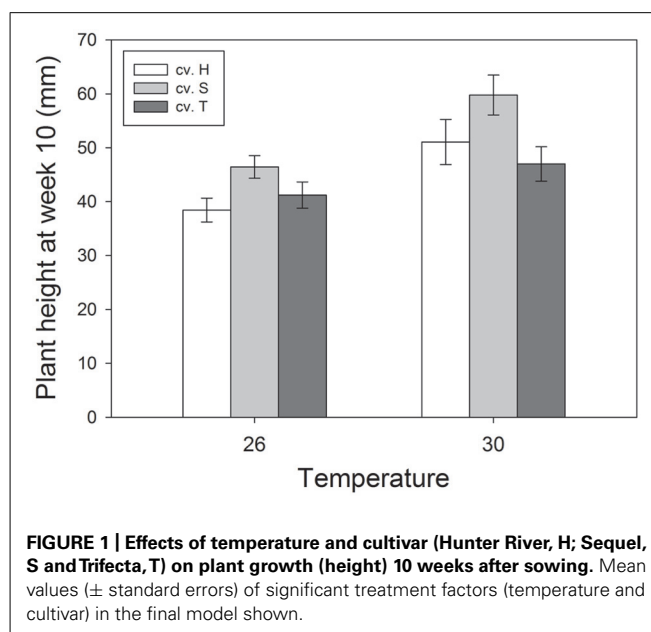 70
60
50
40
30
20
10
0
Plant height at week 10 (mm)
cv. H
cv. S
cv. T
26
30
Temperature
FIGURE 1 | Effects of temperature and cultivar (Hunter River, H; Sequel,
S and Trifecta, T) on plant growth (height) 10 weeks after sowing. Mean
values (± standard errors) of significant treatment factors (temperature and
cultivar) in the final model shown.